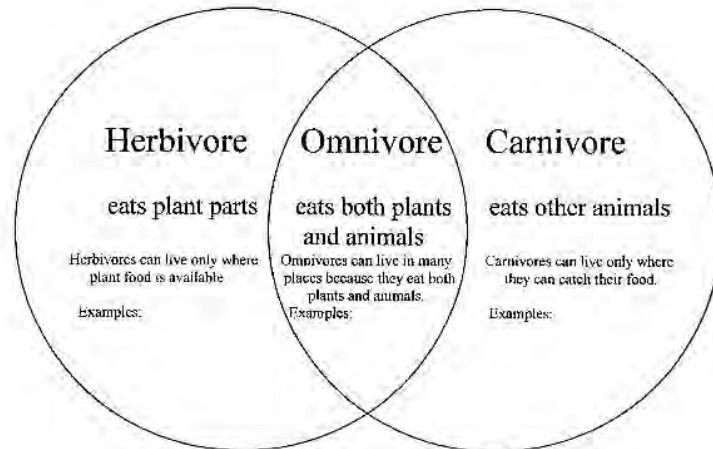 Herbivore
eats plant parts
Herbivores can live only where
plant food is available
Examples:
Omnivore
eats both plants
and animals
Omnivores can live in many
places because they eat both
plants and animals.
Examples:
Carnivore
eats other animals
Carnivores can live only where
they can catch their food.
Examples: